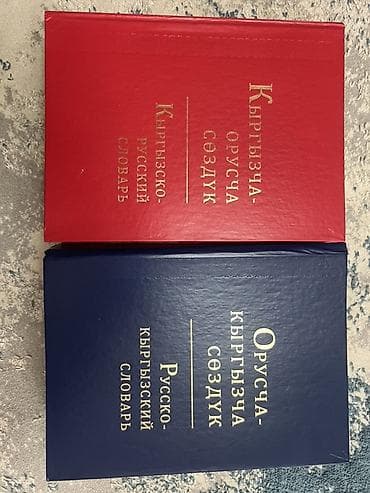 Кыргызча-
орусча
сөздүк
Кыргызско-
русский
словарь
Орусча-
кыргызча
сөздүк
Русско-
кыргызский
словарь